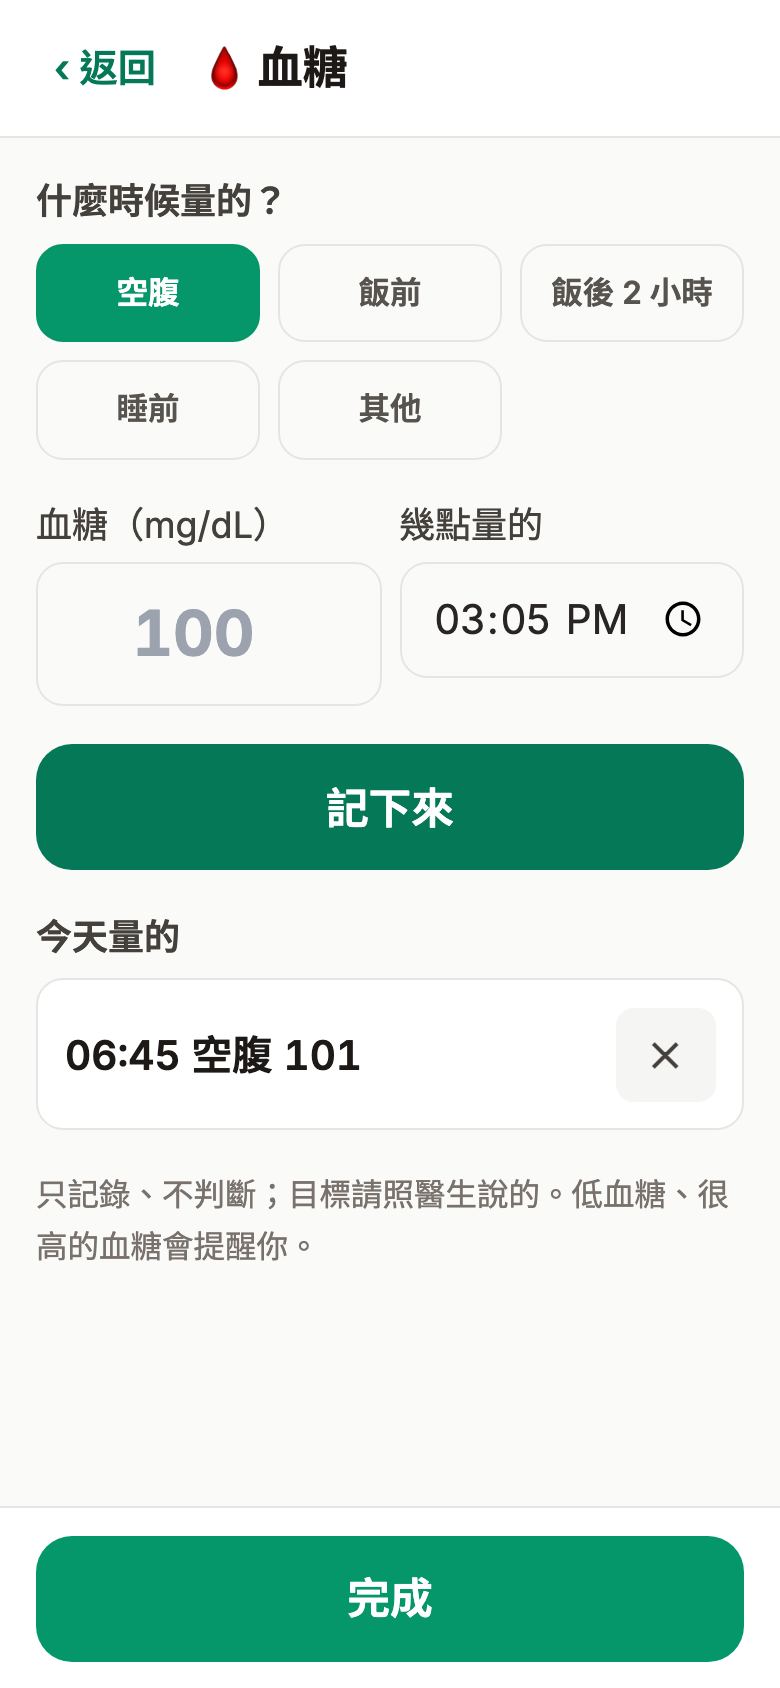 ‹ 返回 🩸 血糖
什麼時候量的？
空腹 飯前 飯後 2 小時
睡前 其他
血糖（mg/dL） 幾點量的
100 03:05 PM
記下來
今天量的
06:45 空腹 101 ×
只記錄、不判斷；目標請照醫生說的。低血糖、很
高的血糖會提醒你。
完成